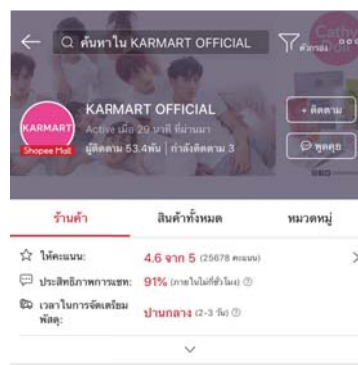 ค้นหาใน KARMART OFFICIAL
ตัวกรอง
Cathy
KARMART OFFICIAL
+ ติดตาม
KARMART
Active เมื่อ 29 นาที ที่ผ่านมา
Shopee Mall
ผู้ติดตาม 53.4พัน | กำลังติดตาม 3
พูดคุย
ร้านค้า สินค้าทั้งหมด หมวดหมู่
ให้คะแนน: 4.6 จาก 5 (25678 คะแนน)
ประสิทธิภาพการแชท: 91% (ภายในไม่กี่ชั่วโมง)
เวลาในการจัดเตรียม
พัสดุ: ปานกลาง (2-3 วัน)